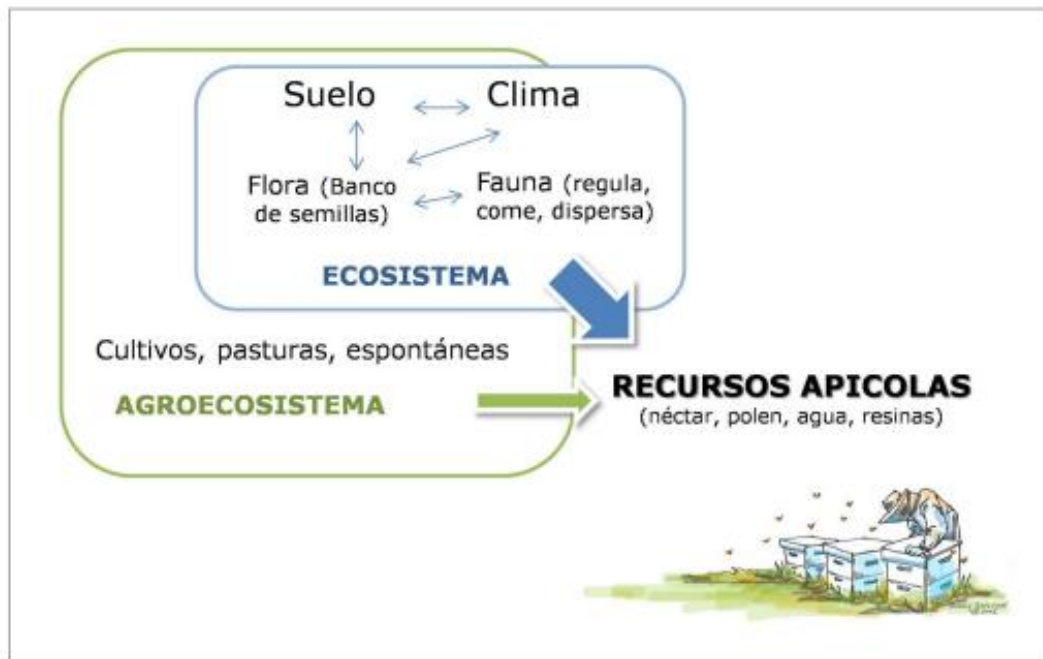 Suelo Clima
Flora (Banco
de semillas)
Fauna (regula,
come, dispersa)
ECOSISTEMA
Cultivos, pasturas, espontáneas
AGROECOSISTEMA
RECURSOS APICOLAS
(néctar, polen, agua, resinas)